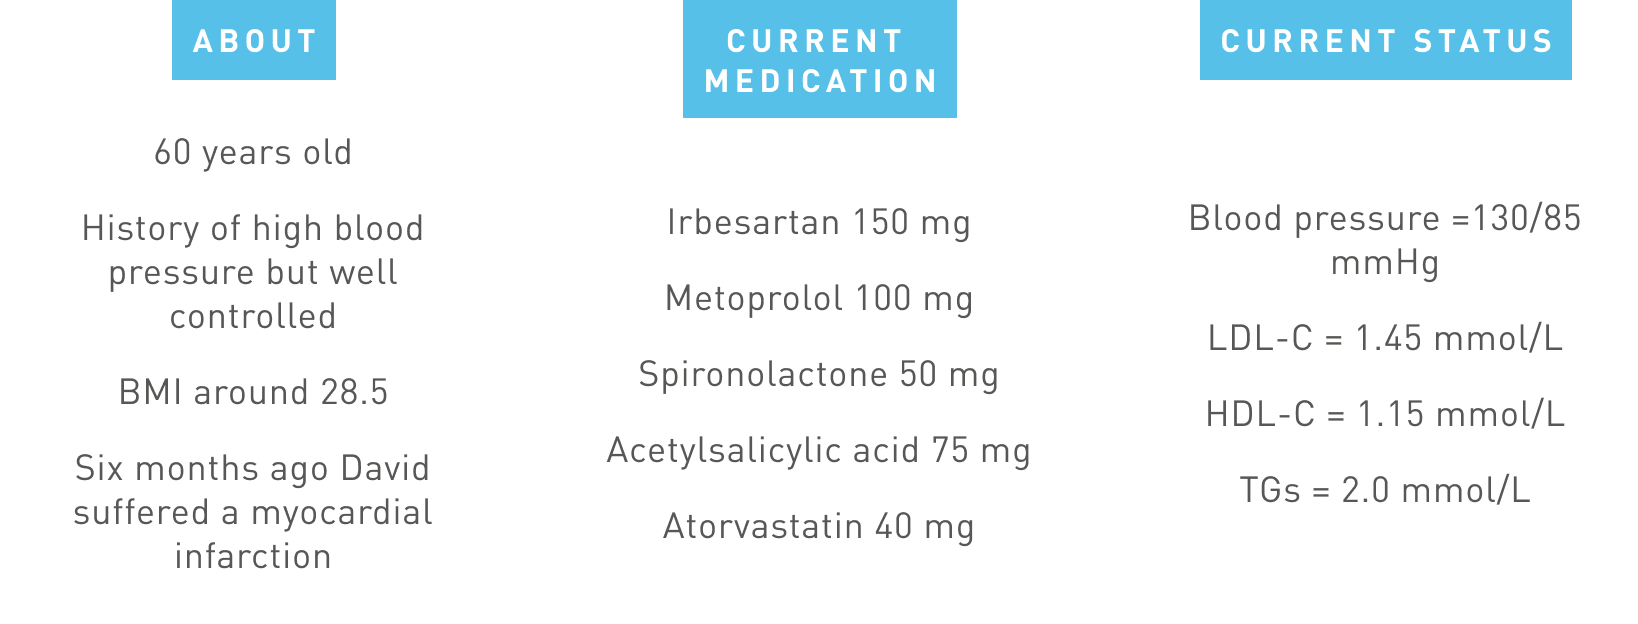 ABOUT
60 years old
History of high blood
pressure but well
controlled
BMI around 28.5
Six months ago David
suffered a myocardial
infarction
CURRENT
MEDICATION
Irbesartan 150 mg
Metoprolol 100 mg
Spironolactone 50 mg
Acetylsalicylic acid 75 mg
Atorvastatin 40 mg
CURRENT STATUS
Blood pressure =130/85
mmHg
LDL-C = 1.45 mmol/L
HDL-C = 1.15 mmol/L
TGs = 2.0 mmol/L